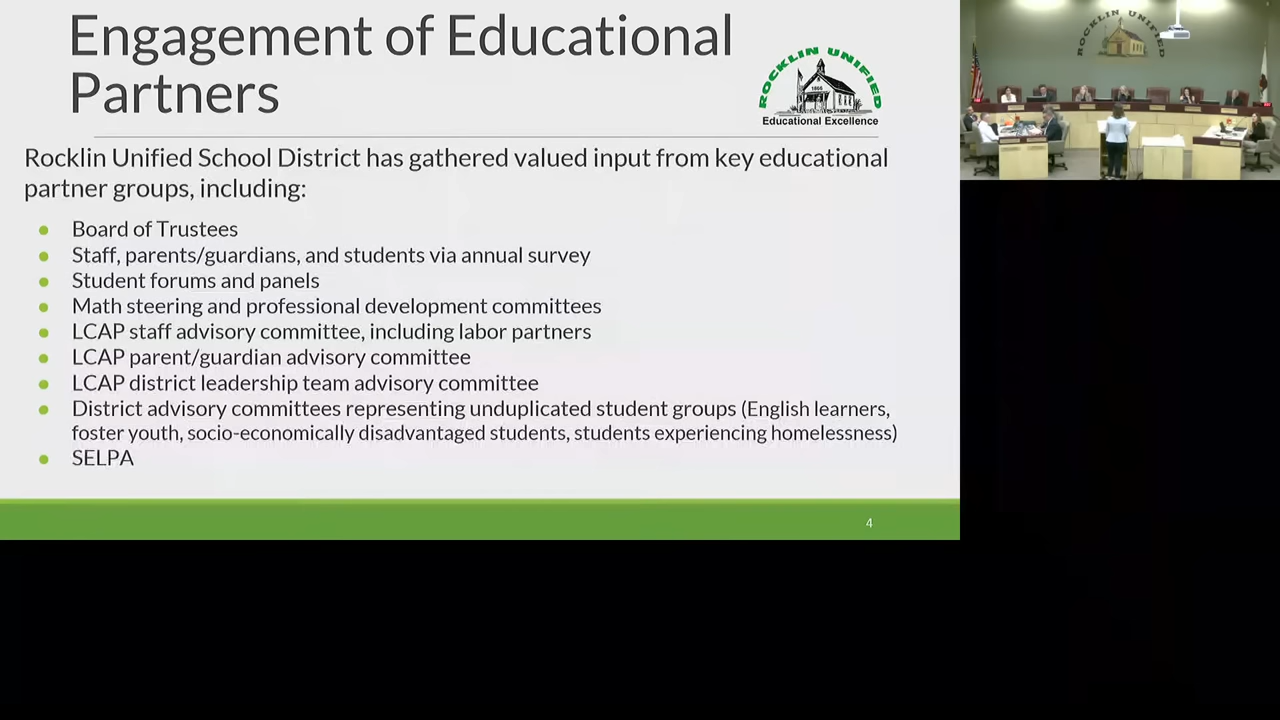 Engagement of Educational
Partners
ROCKLIN UNIFIED
1866
Educational Excellence
Rocklin Unified School District has gathered valued input from key educational
partner groups, including:
● Board of Trustees
● Staff, parents/guardians, and students via annual survey
● Student forums and panels
● Math steering and professional development committees
● LCAP staff advisory committee, including labor partners
● LCAP parent/guardian advisory committee
● LCAP district leadership team advisory committee
● District advisory committees representing unduplicated student groups (English learners,
foster youth, socio-economically disadvantaged students, students experiencing homelessness)
● SELPA
4
ROCKLIN UNIFIED